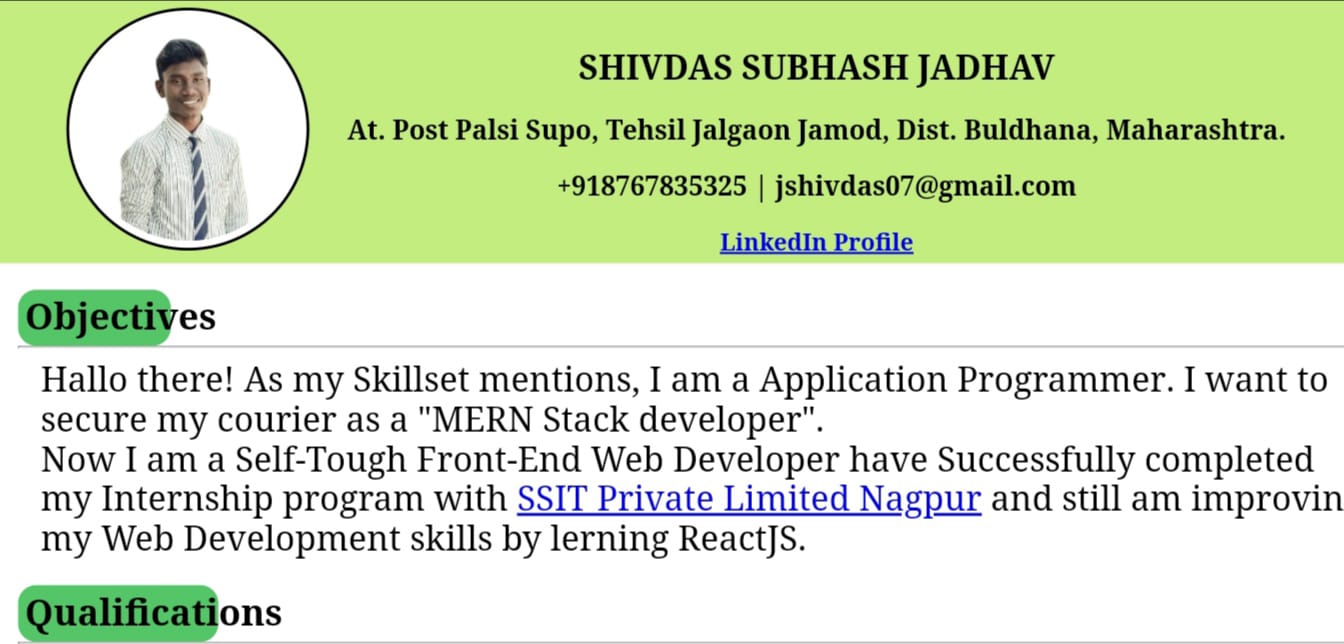 SHIVDAS SUBHASH JADHAV
At. Post Palsi Supo, Tehsil Jalgaon Jamod, Dist. Buldhana, Maharashtra.
+918767835325 | jshivdas07@gmail.com
LinkedIn Profile
Objectives
Hallo there! As my Skillset mentions, I am a Application Programmer. I want to
secure my courier as a "MERN Stack developer".
Now I am a Self-Tough Front-End Web Developer have Successfully completed
my Internship program with SSIT Private Limited Nagpur and still am improvin
my Web Development skills by lerning ReactJS.
Qualifications